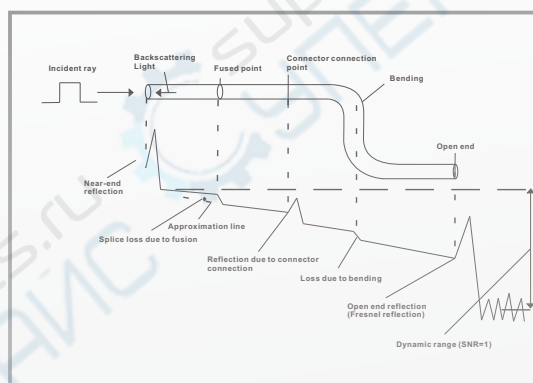 Incident ray
Backscattering
Light
Fused point
Connector connection
point
Bending
Open end
Near-end
reflection
Approximation line
Splice loss due to fusion
Reflection due to connector
connection
Loss due to bending
Open end reflection
(Fresnel reflection)
Dynamic range (SNR=1)